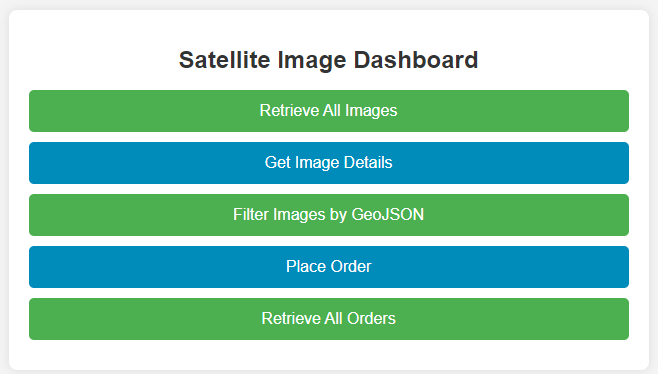 Satellite Image Dashboard
Retrieve All Images
Get Image Details
Filter Images by GeoJSON
Place Order
Retrieve All Orders